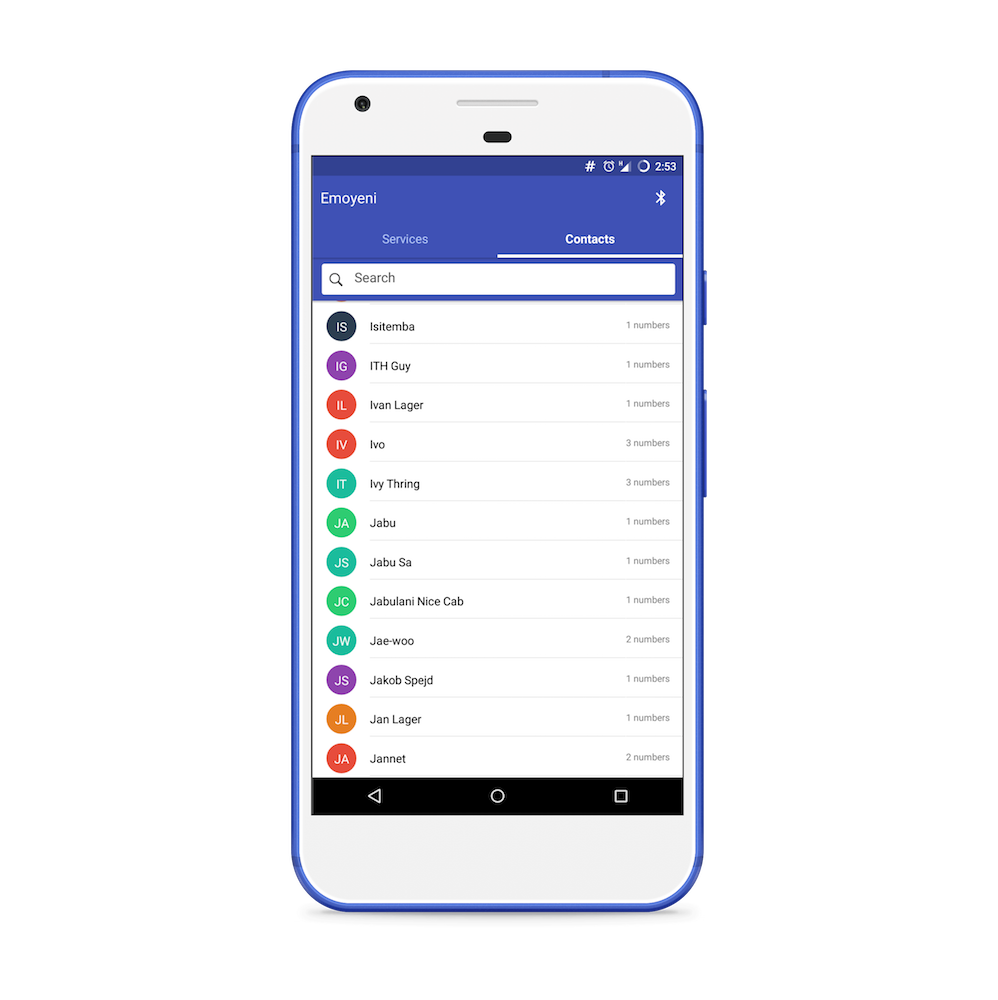 # H 2:53
Emoyeni
Services Contacts
Search
IS Isitemba 1 numbers
IG ITH Guy 1 numbers
IL Ivan Lager 1 numbers
IV Ivo 3 numbers
IT Ivy Thring 3 numbers
JA Jabu 1 numbers
JS Jabu Sa 1 numbers
JC Jabulani Nice Cab 1 numbers
JW Jae-woo 2 numbers
JS Jakob Spejd 1 numbers
JL Jan Lager 1 numbers
JA Jannet 2 numbers